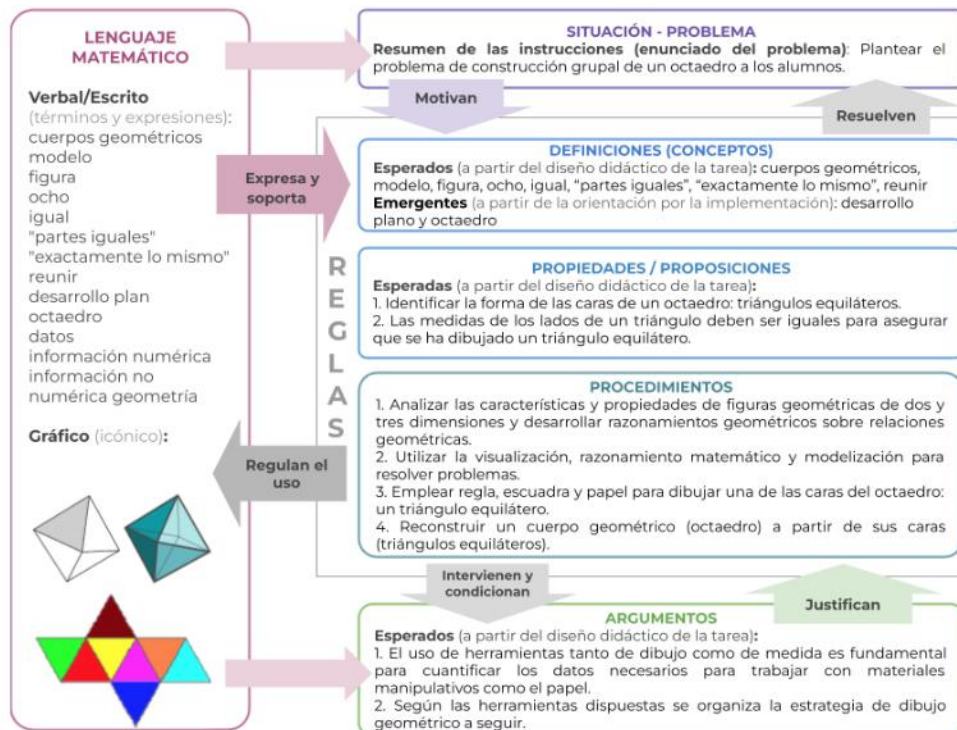 LENGUAJE
MATEMÁTICO
Verbal/Escrito
(términos y expresiones):
cuerpos geométricos
modelo
figura
ocho
igual
"partes iguales"
"exactamente lo mismo"
reunir
desarrollo plan
octaedro
datos
información numérica
información no
numérica geometría
Gráfico (icónico):
Expresa y
soporta
Regulan el
uso
REGLAS
SITUACIÓN - PROBLEMA
Resumen de las instrucciones (enunciado del problema): Plantear el
problema de construcción grupal de un octaedro a los alumnos.
Motivan
Resuelven
DEFINICIONES (CONCEPTOS)
Esperados (a partir del diseño didáctico de la tarea): cuerpos geométricos,
modelo, figura, ocho, igual, “partes iguales”, “exactamente lo mismo”, reunir
Emergentes (a partir de la orientación por la implementación): desarrollo
plano y octaedro
PROPIEDADES / PROPOSICIONES
Esperadas (a partir del diseño didáctico de la tarea):
1. Identificar la forma de las caras de un octaedro: triángulos equiláteros.
2. Las medidas de los lados de un triángulo deben ser iguales para asegurar
que se ha dibujado un triángulo equilátero.
PROCEDIMIENTOS
1. Analizar las características y propiedades de figuras geométricas de dos y
tres dimensiones y desarrollar razonamientos geométricos sobre relaciones
geométricas.
2. Utilizar la visualización, razonamiento matemático y modelización para
resolver problemas.
3. Emplear regla, escuadra y papel para dibujar una de las caras del octaedro:
un triángulo equilátero.
4. Reconstruir un cuerpo geométrico (octaedro) a partir de sus caras
(triángulos equiláteros).
Intervienen y
condicionan
Justifican
ARGUMENTOS
Esperados (a partir del diseño didáctico de la tarea):
1. El uso de herramientas tanto de dibujo como de medida es fundamental
para cuantificar los datos necesarios para trabajar con materiales
manipulativos como el papel.
2. Según las herramientas dispuestas se organiza la estrategia de dibujo
geométrico a seguir.